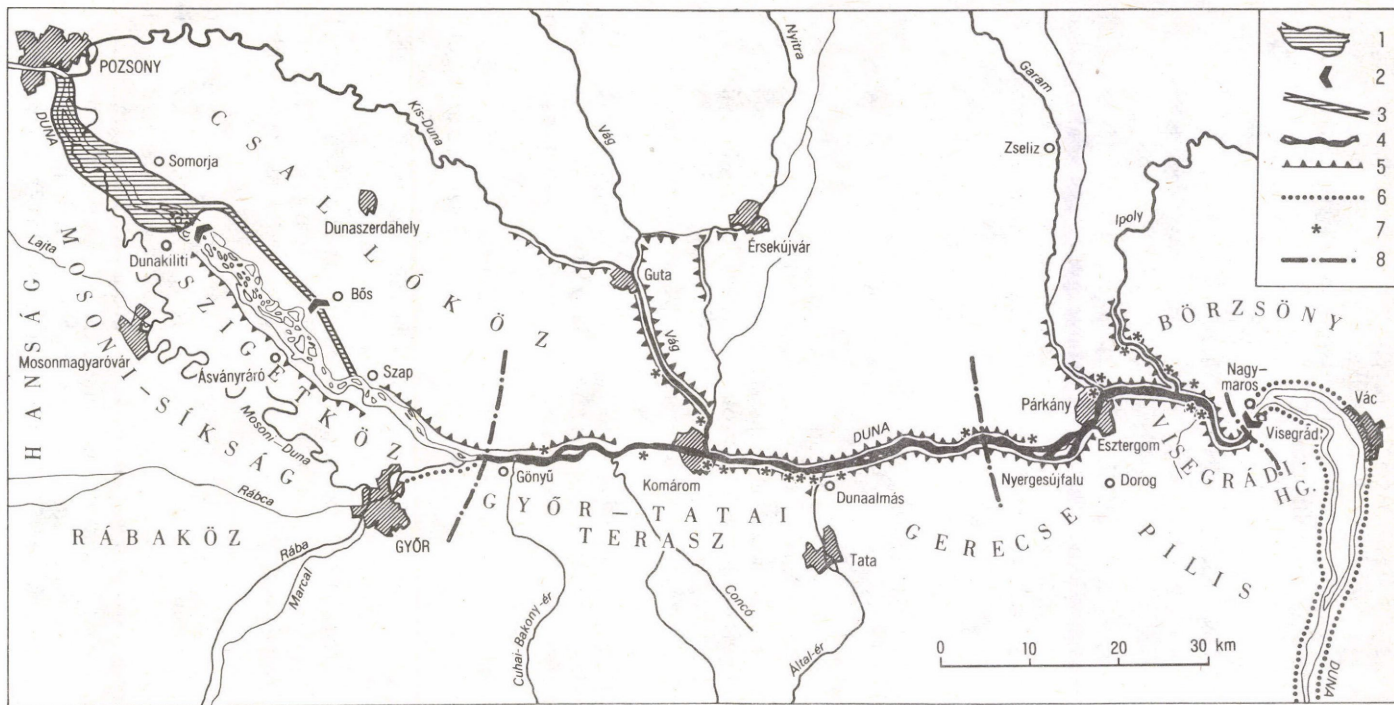 POZSONY
DUNA
Somorja
CSALLÓKÖZ
Kis-Duna
Dunaszerdahely
Vág
Nyitra
Érsekújvár
Guta
Vág
Garam
Zseliz
Ipoly
BÖRZSÖNY
Nagy-
maros
Visegrád
Vác
VISEGRÁDI-
HG.
Párkány
Esztergom
DUNA
Nyergesújfalu
Dorog
Dunaalmás
Komárom
Gönyű
GYŐR–TATAI
TERASZ
GERECSE
PILIS
Tata
Concó
Által-ér
Cuhai-Bakony-ér
Lajta
HANSÁG
MOSONI–SÍKSÁG
Dunakiliti
SZIGETKÖZ
Bős
Mosonmagyaróvár
Ásványráró
Szap
Mosoni-Duna
Rábca
RÁBAKÖZ
GYŐR
Rába
Marcal
DUNA
0 10 20 30 km
1
2
3
4
5
6
7
8